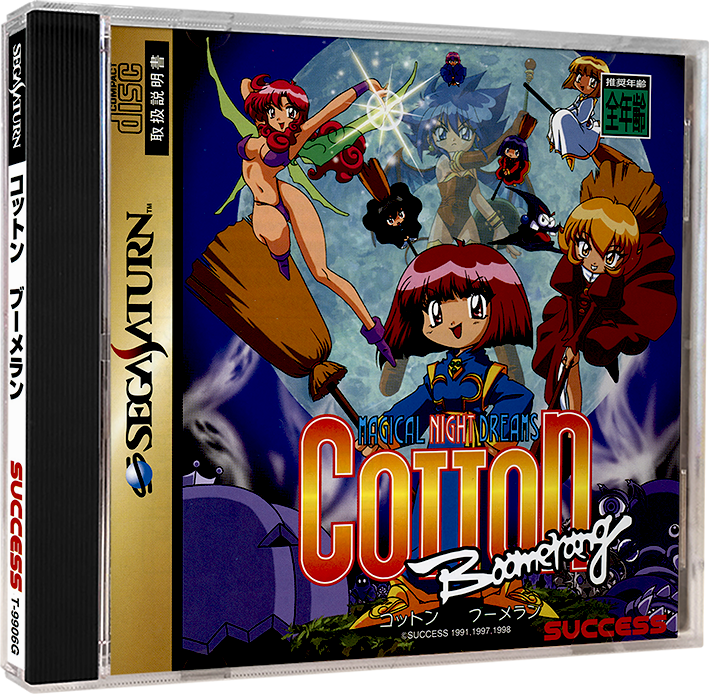 SEGA SATURN
コットン ブーメラン
SUCCESS
T-9906G
COMPACT
disc
取扱説明書
SEGA SATURN™
推奨年齢
全年齢
MAGICAL NIGHT DREAMS
COTTON
Boomerang
コットン ブーメラン
©SUCCESS 1991,1997,1998
SUCCESS